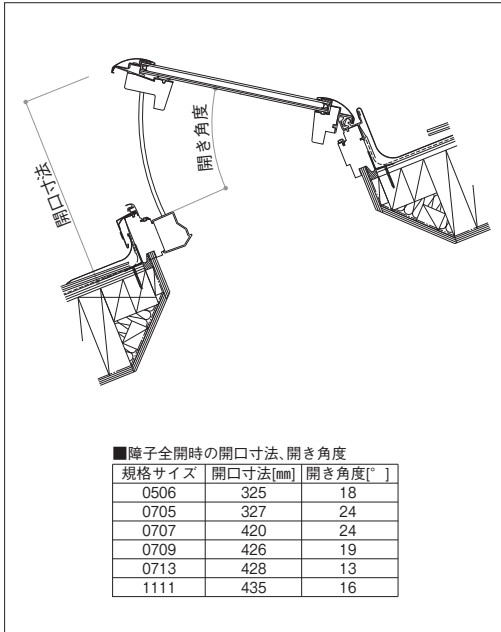 開口寸法
開き角度
■障子全開時の開口寸法、開き角度
規格サイズ 開口寸法[㎜] 開き角度[° ]
0506 325 18
0705 327 24
0707 420 24
0709 426 19
0713 428 13
1111 435 16